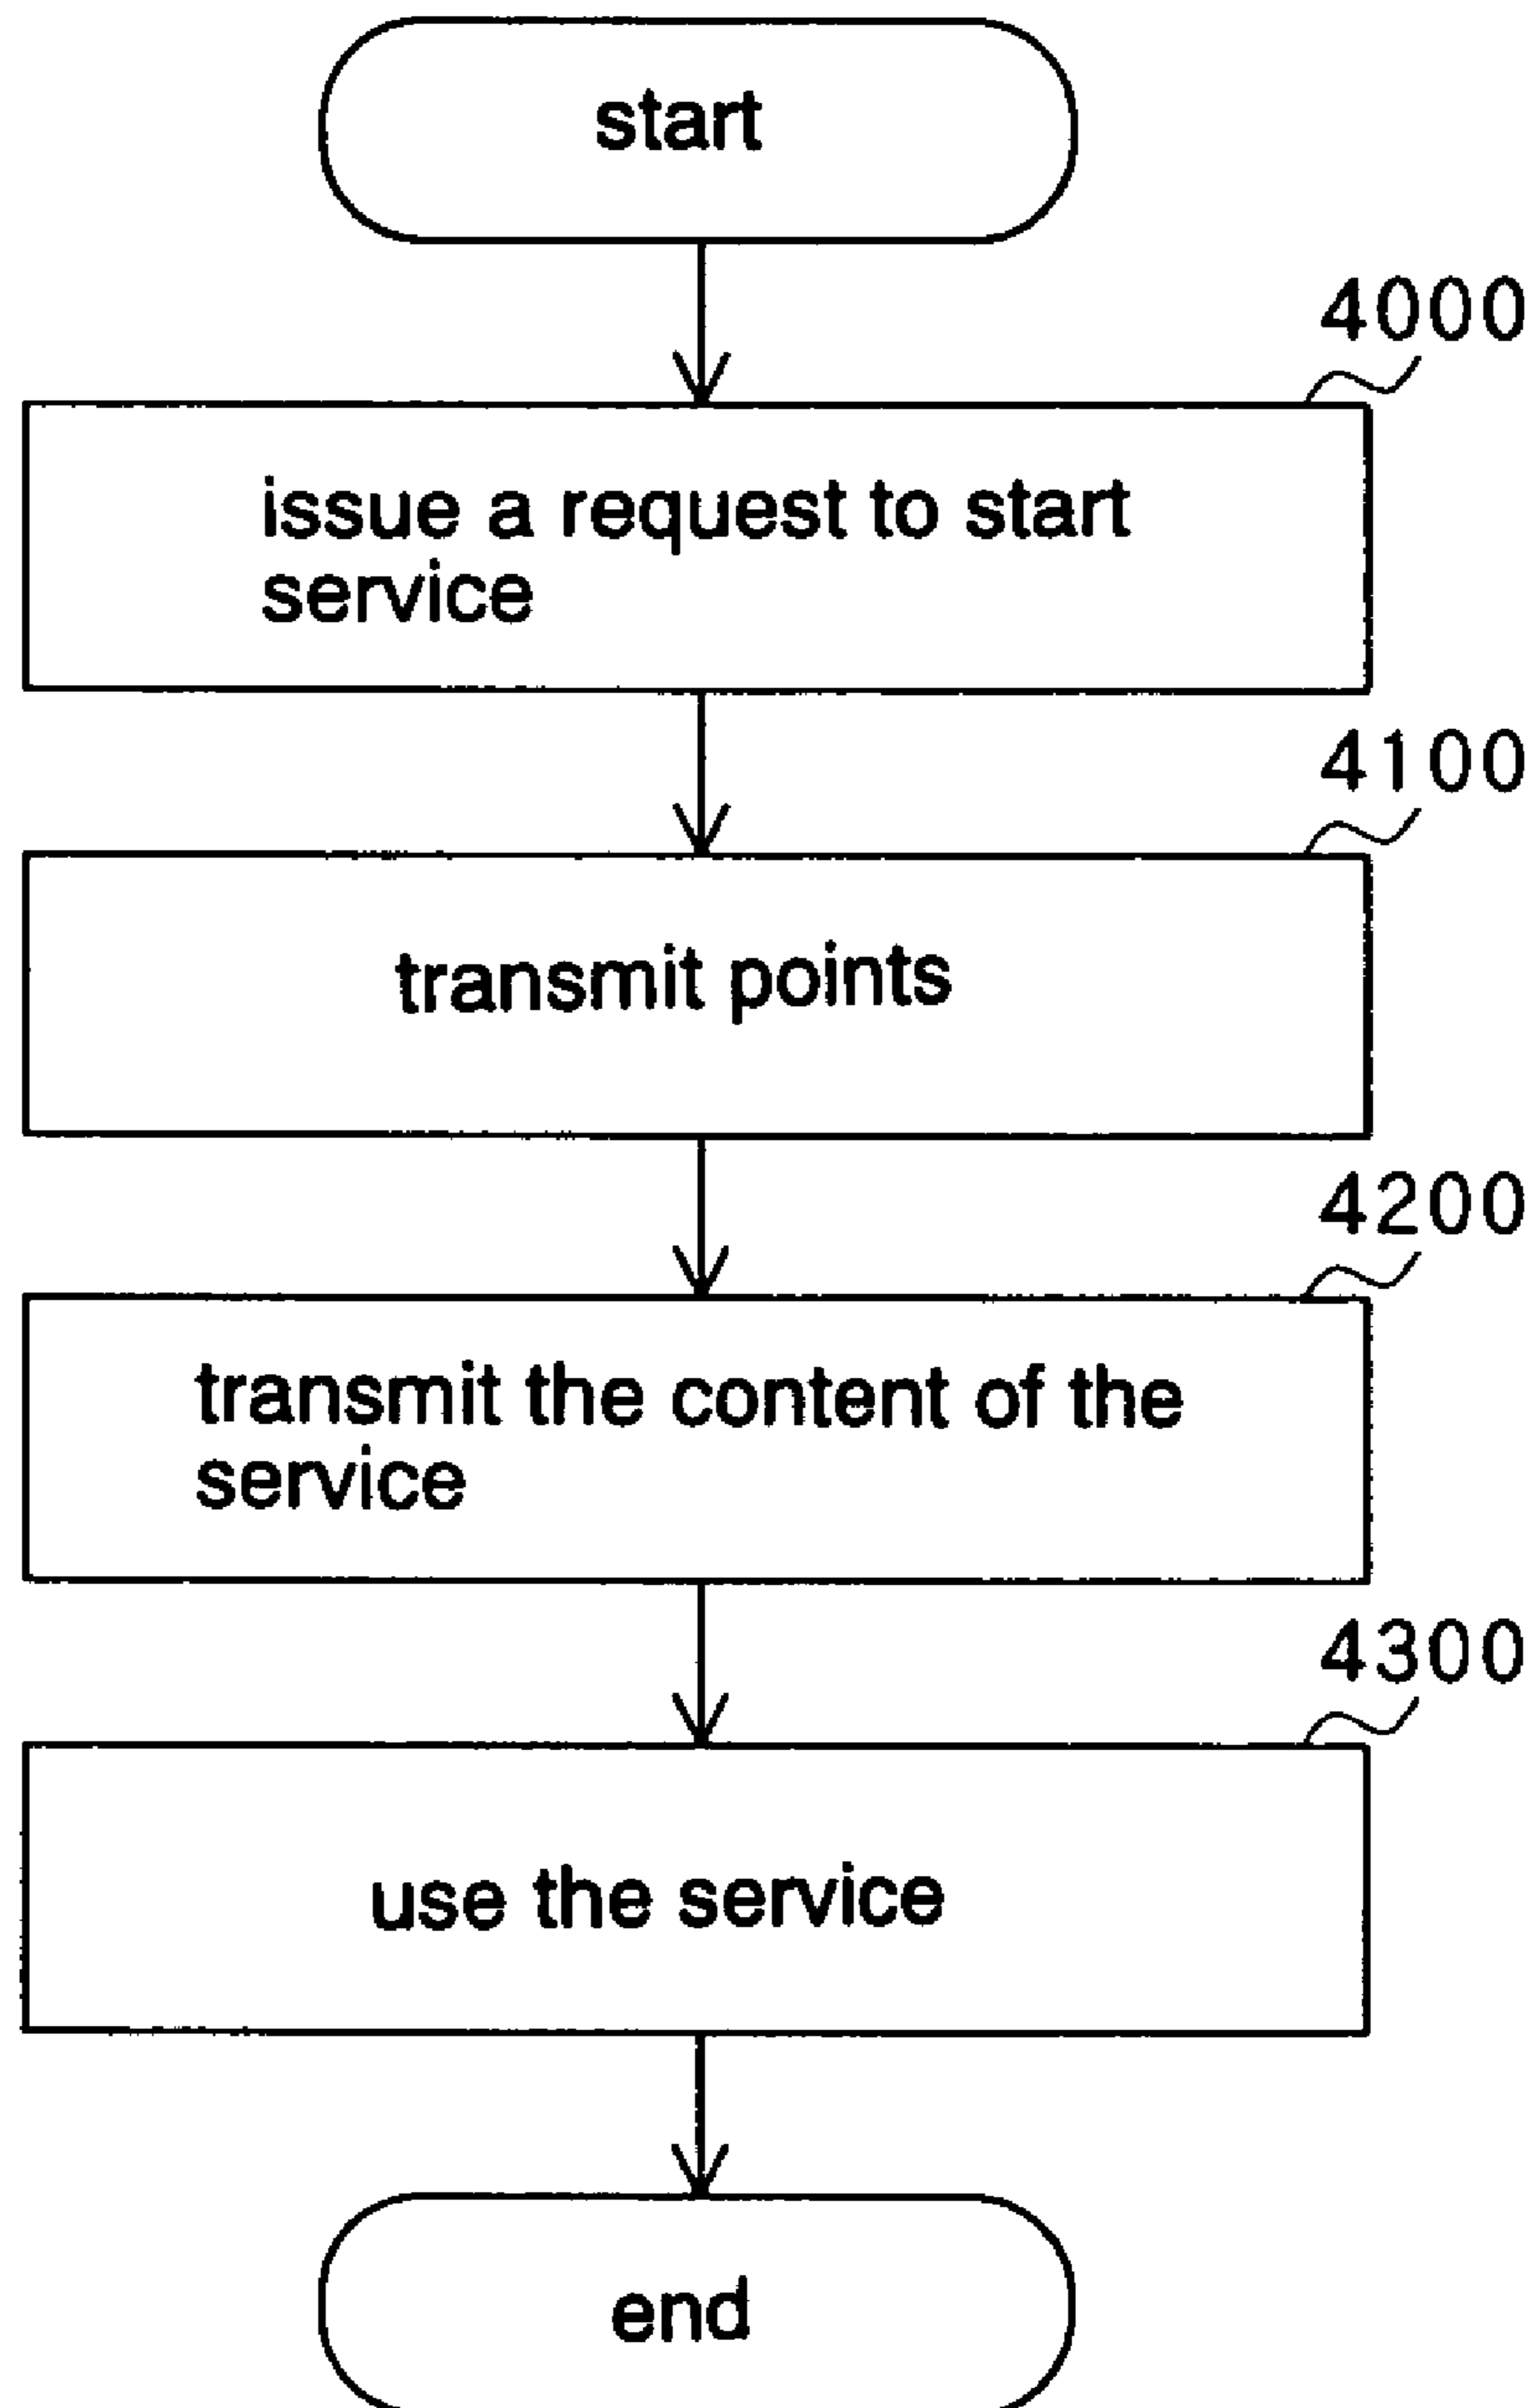 start
4000
issue a request to start
service
4100
transmit points
4200
transmit the content of the
service
4300
use the service
end